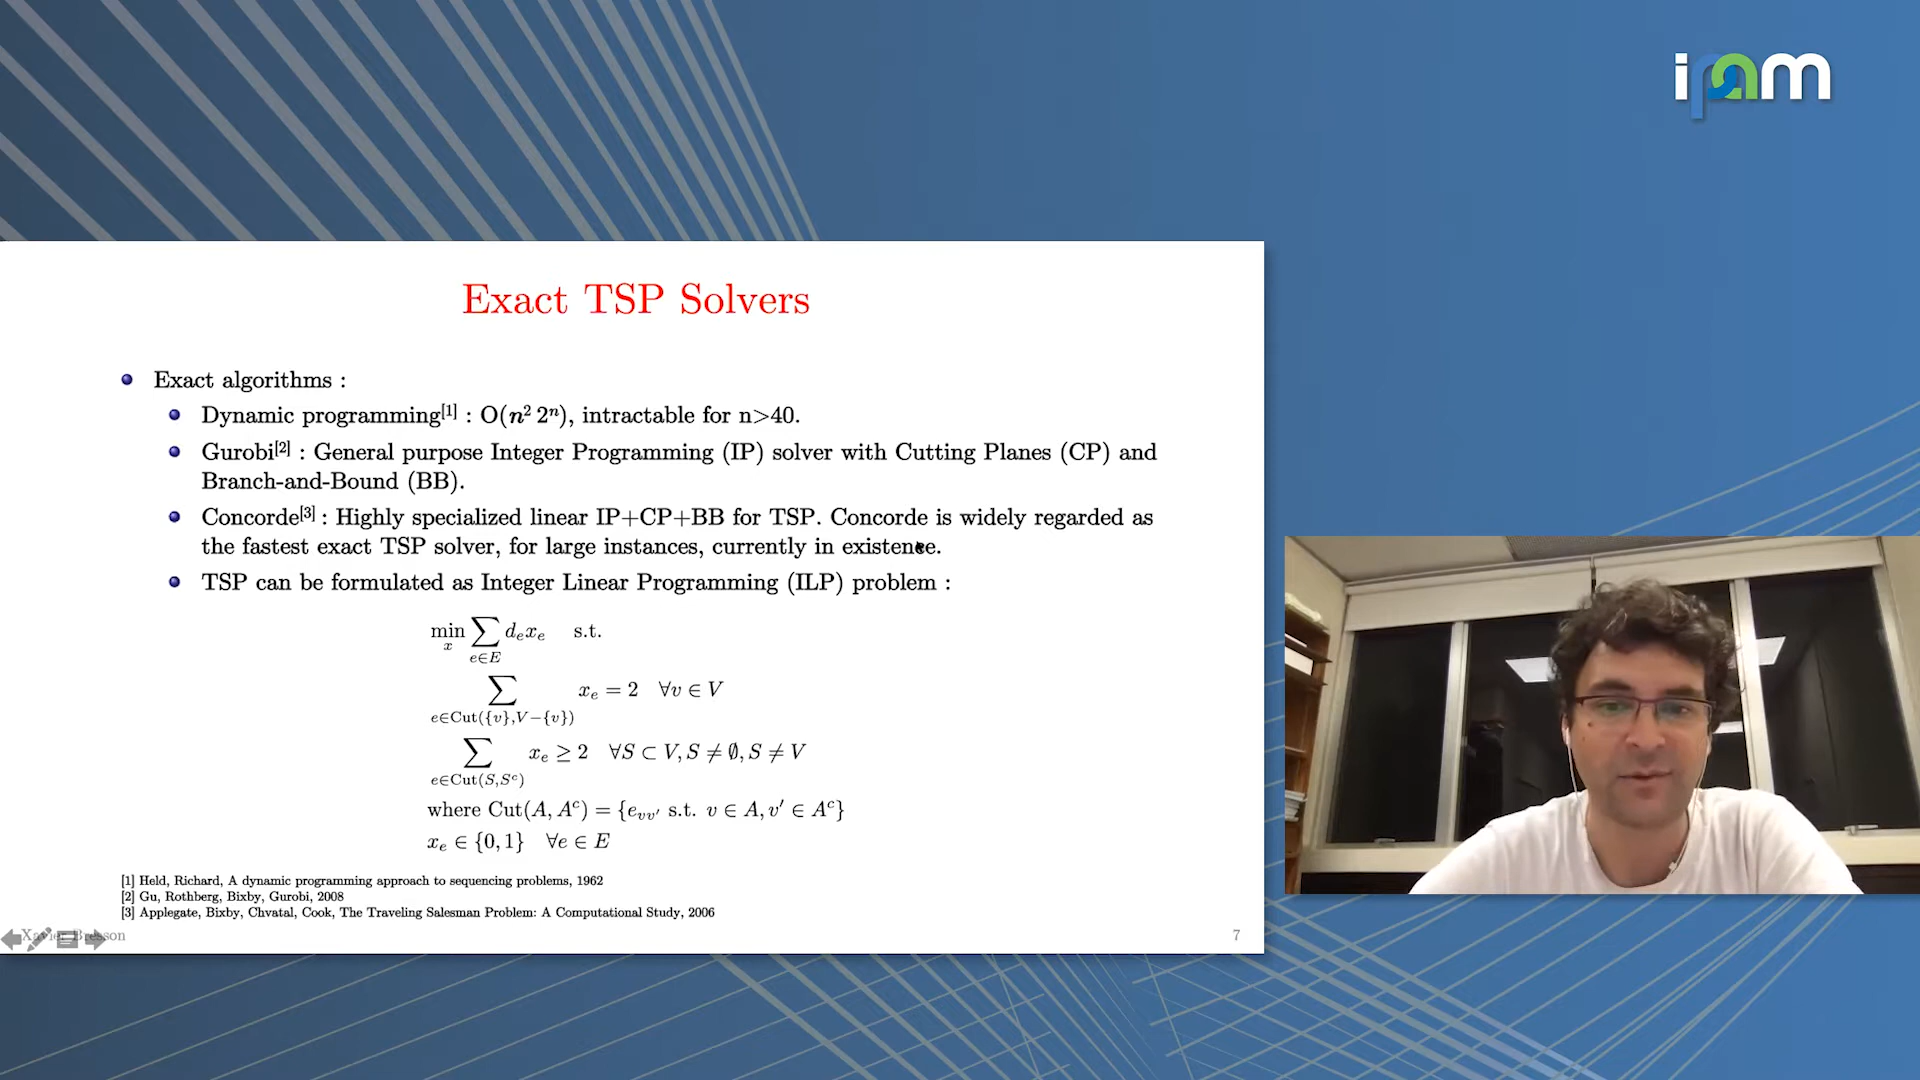 ipam
Exact TSP Solvers
Exact algorithms :
Dynamic programming[1] : O(n² 2ⁿ), intractable for n>40.
Gurobi[2] : General purpose Integer Programming (IP) solver with Cutting Planes (CP) and
Branch-and-Bound (BB).
Concorde[3] : Highly specialized linear IP+CP+BB for TSP. Concorde is widely regarded as
the fastest exact TSP solver, for large instances, currently in existence.
TSP can be formulated as Integer Linear Programming (ILP) problem :
min_x ∑_{e∈E} d_e x_e s.t.
∑_{e∈Cut({v},V−{v})} x_e = 2 ∀v ∈ V
∑_{e∈Cut(S,Sᶜ)} x_e ≥ 2 ∀S ⊂ V, S ≠ ∅, S ≠ V
where Cut(A, Aᶜ) = {e_{vv′} s.t. v ∈ A, v′ ∈ Aᶜ}
x_e ∈ {0, 1} ∀e ∈ E
[1] Held, Richard, A dynamic programming approach to sequencing problems, 1962
[2] Gu, Rothberg, Bixby, Gurobi, 2008
[3] Applegate, Bixby, Chvatal, Cook, The Traveling Salesman Problem: A Computational Study, 2006
Xavier Bresson
7